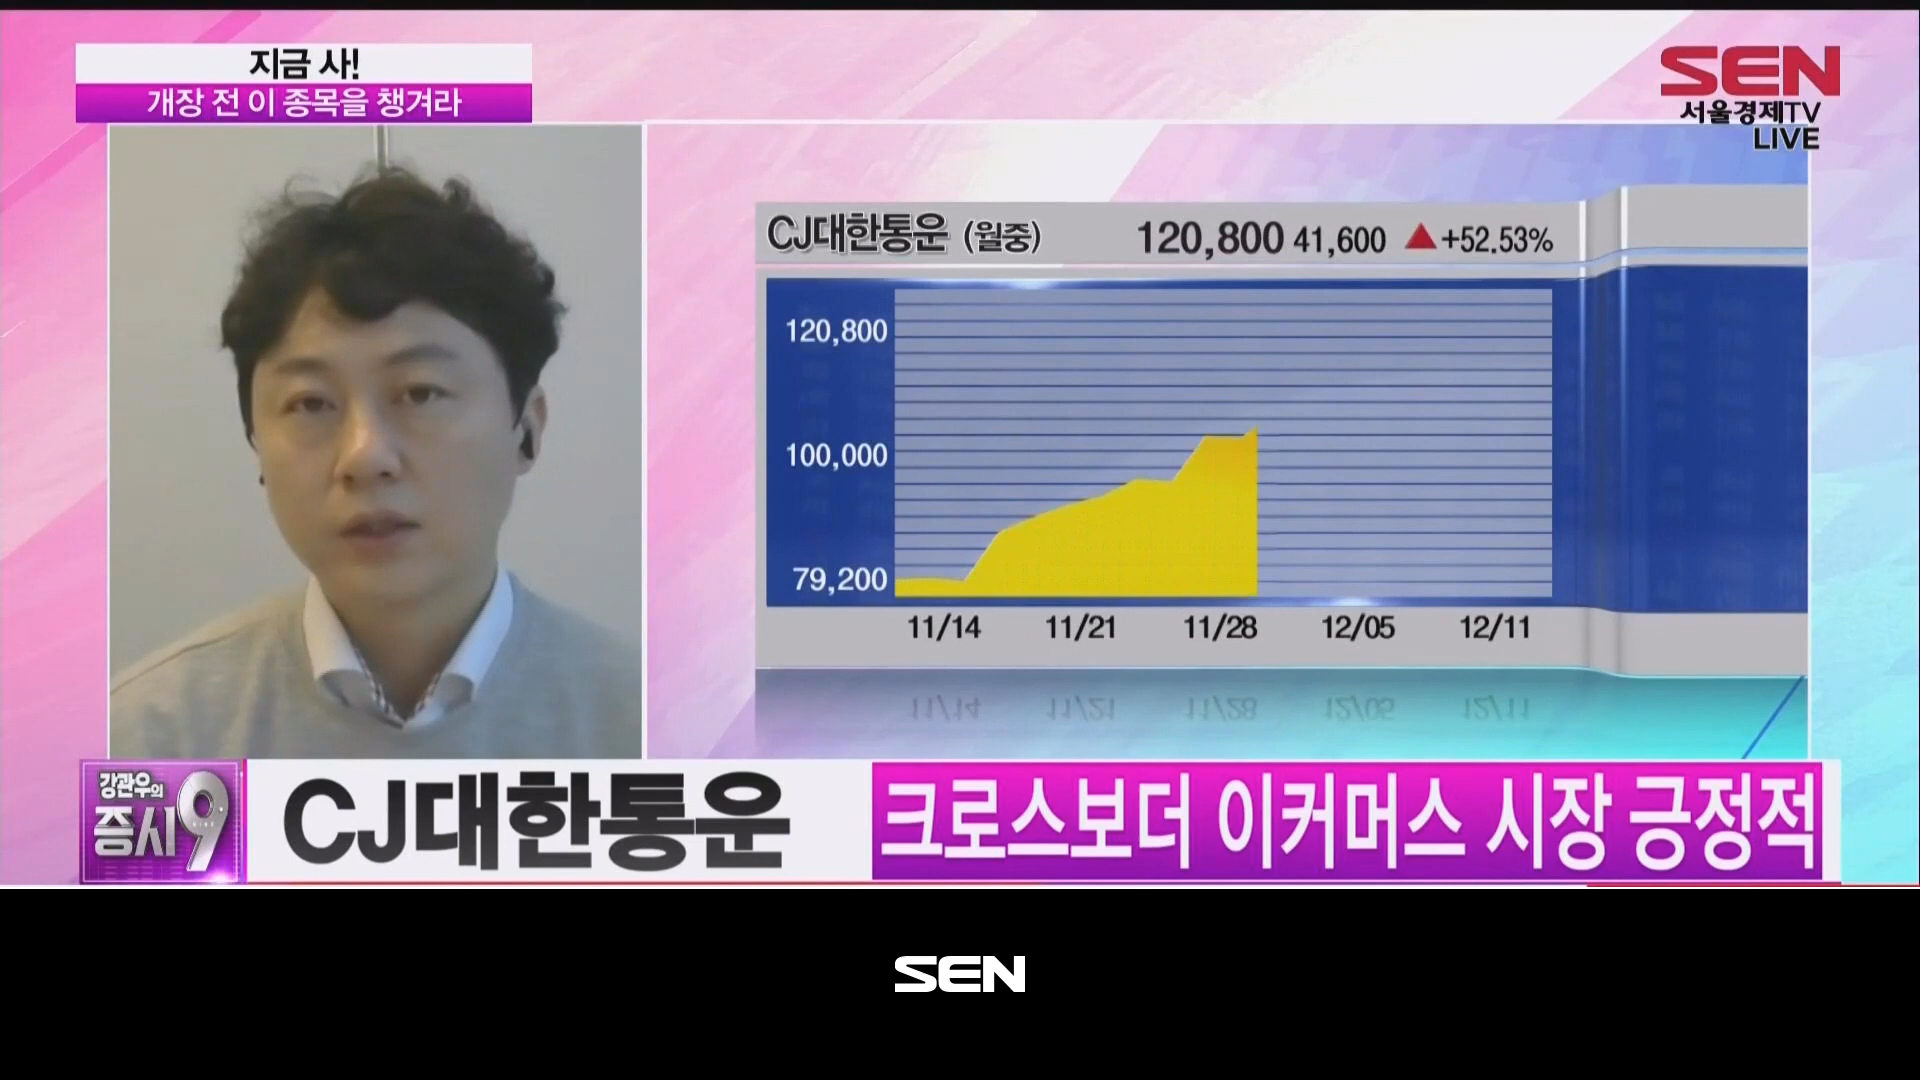 지금 사!
개장 전 이 종목을 챙겨라
SEN
서울경제TV
LIVE
CJ대한통운 (월중) 120,800 41,600 ▲+52.53%
120,800
100,000
79,200
11/14 11/21 11/28 12/05 12/11
강관우의
증시9
CJ대한통운 크로스보더 이커머스 시장 긍정적
SEN